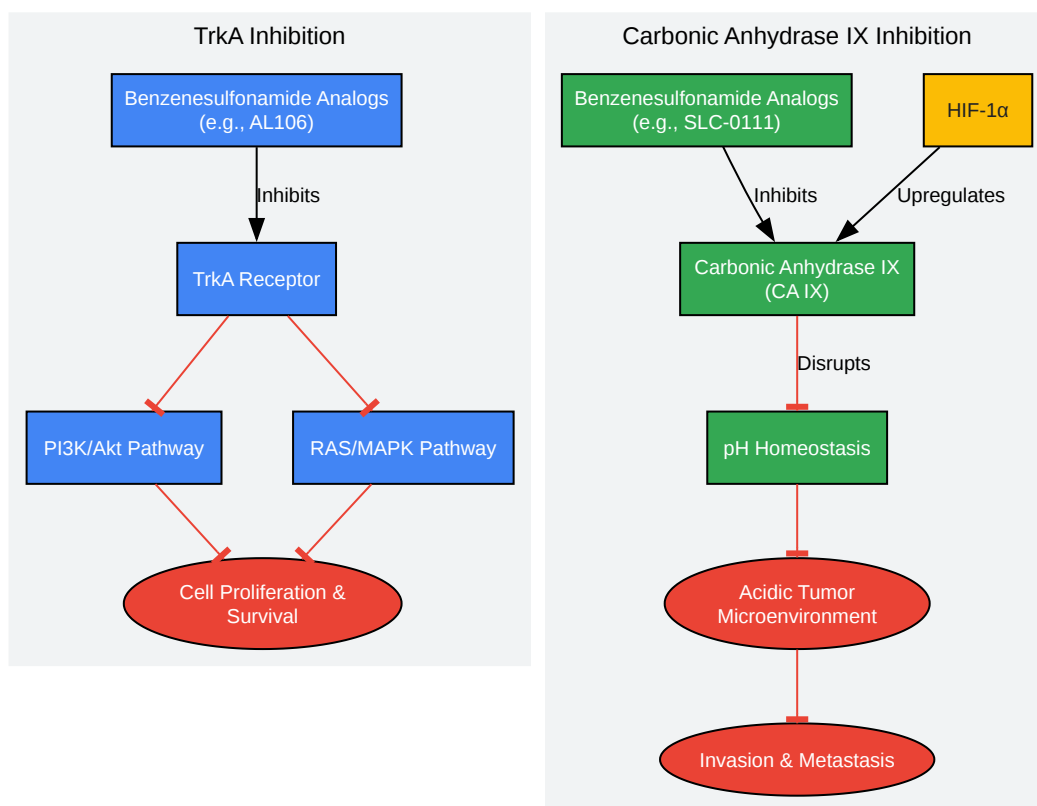 TrkA Inhibition
Benzenesulfonamide Analogs
(e.g., AL106)
Inhibits
TrkA Receptor
PI3K/Akt Pathway
RAS/MAPK Pathway
Cell Proliferation &
Survival
Carbonic Anhydrase IX Inhibition
Benzenesulfonamide Analogs
(e.g., SLC-0111)
HIF-1α
Inhibits
Upregulates
Carbonic Anhydrase IX
(CA IX)
Disrupts
pH Homeostasis
Acidic Tumor
Microenvironment
Invasion & Metastasis